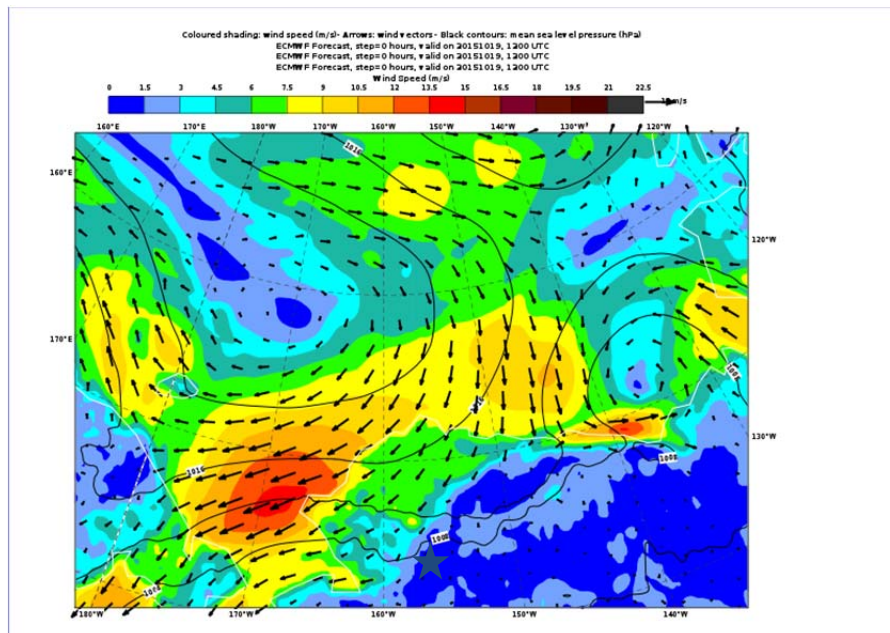 Coloured shading: wind speed (m/s)- Arrows: wind vectors - Black contours: mean sea level pressure (hPa)
ECMWF Forecast, step= 0 hours, valid on 20151019, 1200 UTC
ECMWF Forecast, step= 0 hours, valid on 20151019, 1200 UTC
ECMWF Forecast, step= 0 hours, valid on 20151019, 1200 UTC
Wind Speed (m/s)
0 1.5 3 4.5 6 7.5 9 10.5 12 13.5 15 16.5 18 19.5 21 22.5
m/s
160°E 170°E 180°W 170°W 160°W 150°W 140°W 130°W 120°W
1016
160°E
120°W
170°E
1008
1016
130°W
1016
1008
1008
1008
180°W 170°W 160°W 150°W 140°W